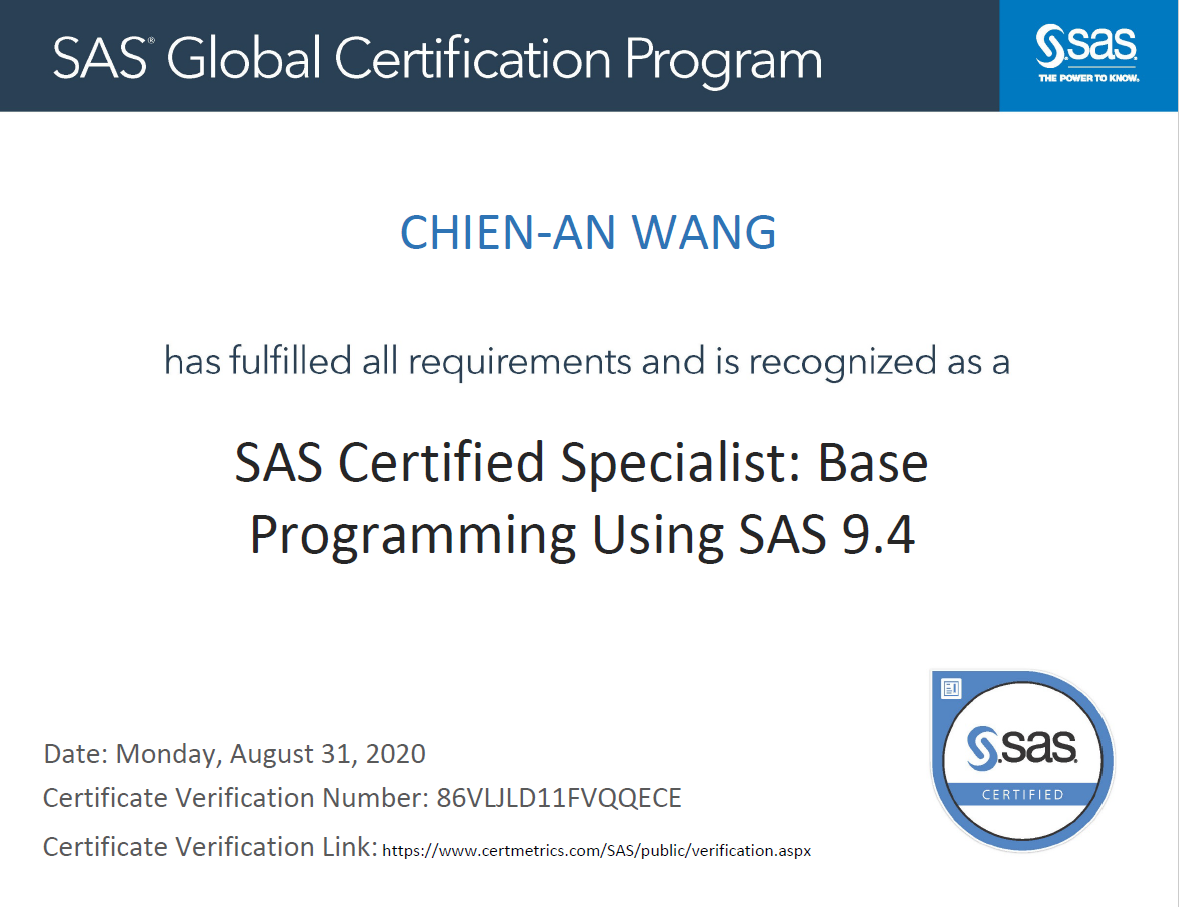 SAS® Global Certification Program
sas
THE POWER TO KNOW.
CHIEN-AN WANG
has fulfilled all requirements and is recognized as a
SAS Certified Specialist: Base
Programming Using SAS 9.4
Date: Monday, August 31, 2020
Certificate Verification Number: 86VLJLD11FVQQECE
Certificate Verification Link: https://www.certmetrics.com/SAS/public/verification.aspx
sas
CERTIFIED